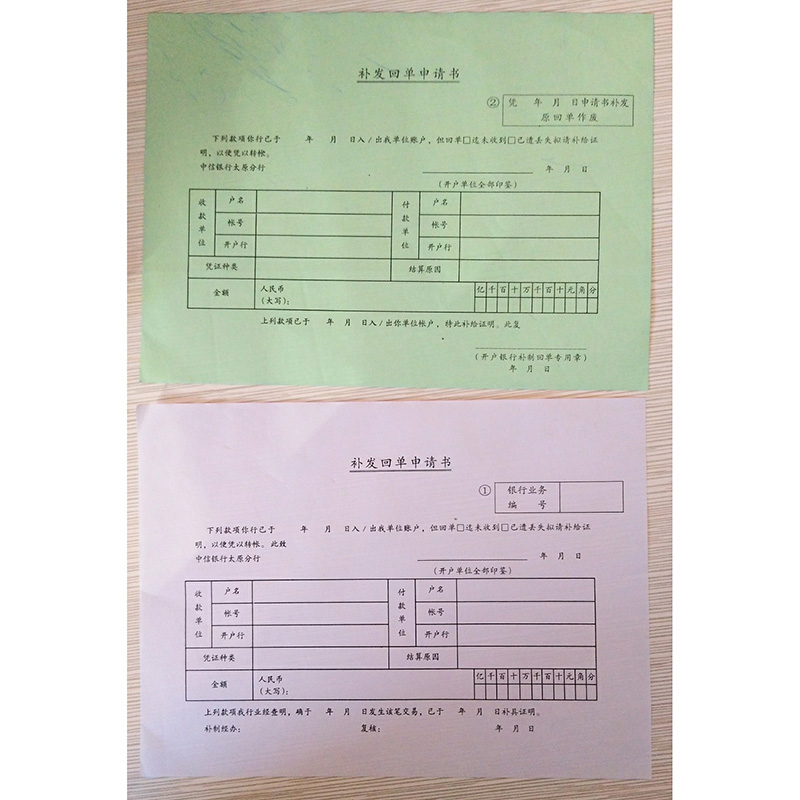 补发回单申请书
② 凭 年 月 日申请书补发
原回单作废
下列款项你行已于 年 月 日入/出我单位账户，但回单□迄未收到□已遗丢失拟请补给证
明，以便凭以转帐。
中信银行太原分行 年 月 日
(开户单位全部印鉴)
收款单位 户名 付款单位 户名
帐号 帐号
开户行 开户行
凭证种类 结算原因
金额 人民币 亿 千 百 十 万 千 百 十 元 角 分
(大写)：
上列款项已于 年 月 日入/出你单位帐户，特此补给证明。此复
(开户银行补制回单专用章)
年 月 日
补发回单申请书
① 银行业务
编 号
下列款项你行已于 年 月 日入/出我单位账户，但回单□迄未收到□已遗丢失拟请补给证
明，以便凭以转帐。此致
中信银行太原分行 年 月 日
(开户单位全部印鉴)
收款单位 户名 付款单位 户名
帐号 帐号
开户行 开户行
凭证种类 结算原因
金额 人民币 亿 千 百 十 万 千 百 十 元 角 分
(大写)：
上列款项我行业经查明，确于 年 月 日发生该笔交易，已于 年 月 日补具证明。
补制经办： 复核： 年 月 日